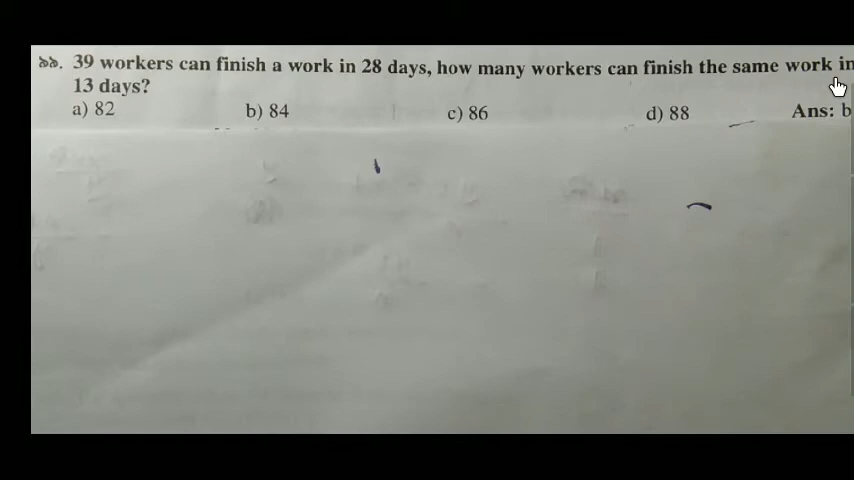 ১৯. 39 workers can finish a work in 28 days, how many workers can finish the same work in
13 days?
a) 82 b) 84 c) 86 d) 88 Ans: b